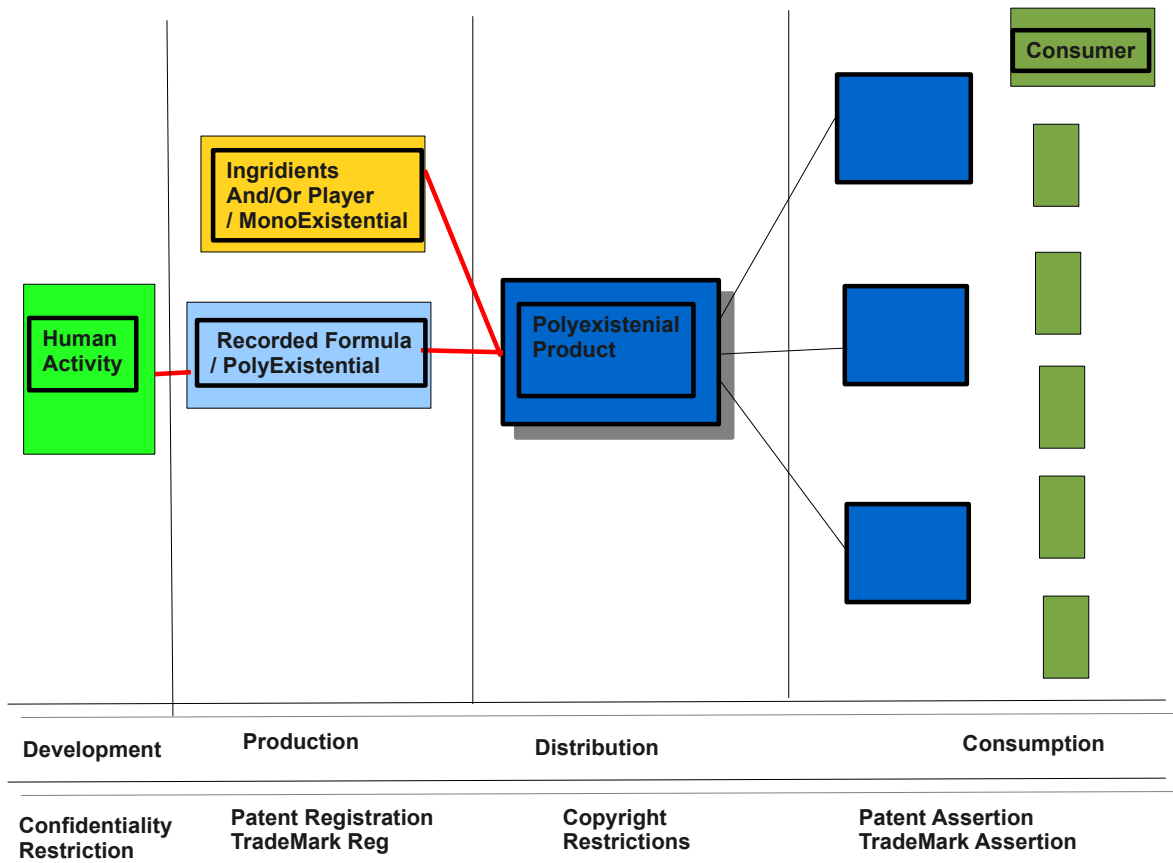 Consumer
Ingridients
And/Or Player
/ MonoExistential
Human
Activity
Recorded Formula
/ PolyExistential
Polyexistenial
Product
Development
Production
Distribution
Consumption
Confidentiality
Restriction
Patent Registration
TradeMark Reg
Copyright
Restrictions
Patent Assertion
TradeMark Assertion